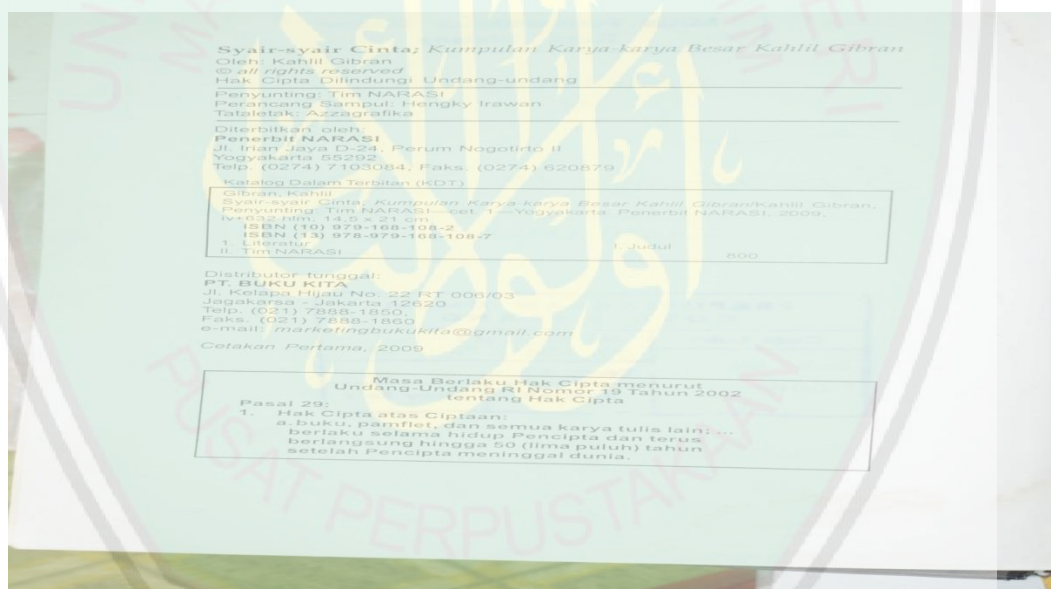 Syair-syair Cinta; Kumpulan Karya-karya Besar Kahlil Gibran
Oleh: Kahlil Gibran
© all rights reserved
Hak Cipta Dilindungi Undang-undang
Penyunting: Tim NARASI
Perancang Sampul: Hengky Irawan
Tataletak: Azzagrafika
Diterbitkan oleh:
Penerbit NARASI
Jl. Irian Jaya D-24, Perum Nogotirto II
Yogyakarta 55292
Telp. (0274) 7103084, Faks. (0274) 620879
Katalog Dalam Terbitan (KDT)
Gibran, Kahlil
Syair-syair Cinta; Kumpulan Karya-karya Besar Kahlil Gibran/Kahlil Gibran,
Penyunting: Tim NARASI—cet. 1—Yogyakarta: Penerbit NARASI, 2009,
iv+632 hlm. 14,5 x 21 cm
ISBN (10) 979-168-108-2
ISBN (13) 978-979-168-108-7
1. Literatur I. Judul
II. Tim NARASI 800
Distributor tunggal:
PT. BUKU KITA
Jl. Kelapa Hijau No. 22 RT 006/03
Jagakarsa - Jakarta 12620
Telp. (021) 7888-1850,
Faks. (021) 7888-1860
e-mail: marketingbukukita@gmail.com
Cetakan Pertama, 2009
Masa Berlaku Hak Cipta menurut
Undang-Undang RI Nomor 19 Tahun 2002
tentang Hak Cipta
Pasal 29:
1. Hak Cipta atas Ciptaan:
a. buku, pamflet, dan semua karya tulis lain; ...
berlaku selama hidup Pencipta dan terus
berlangsung hingga 50 (lima puluh) tahun
setelah Pencipta meninggal dunia.
PUSAT PERPUSTAKAAN